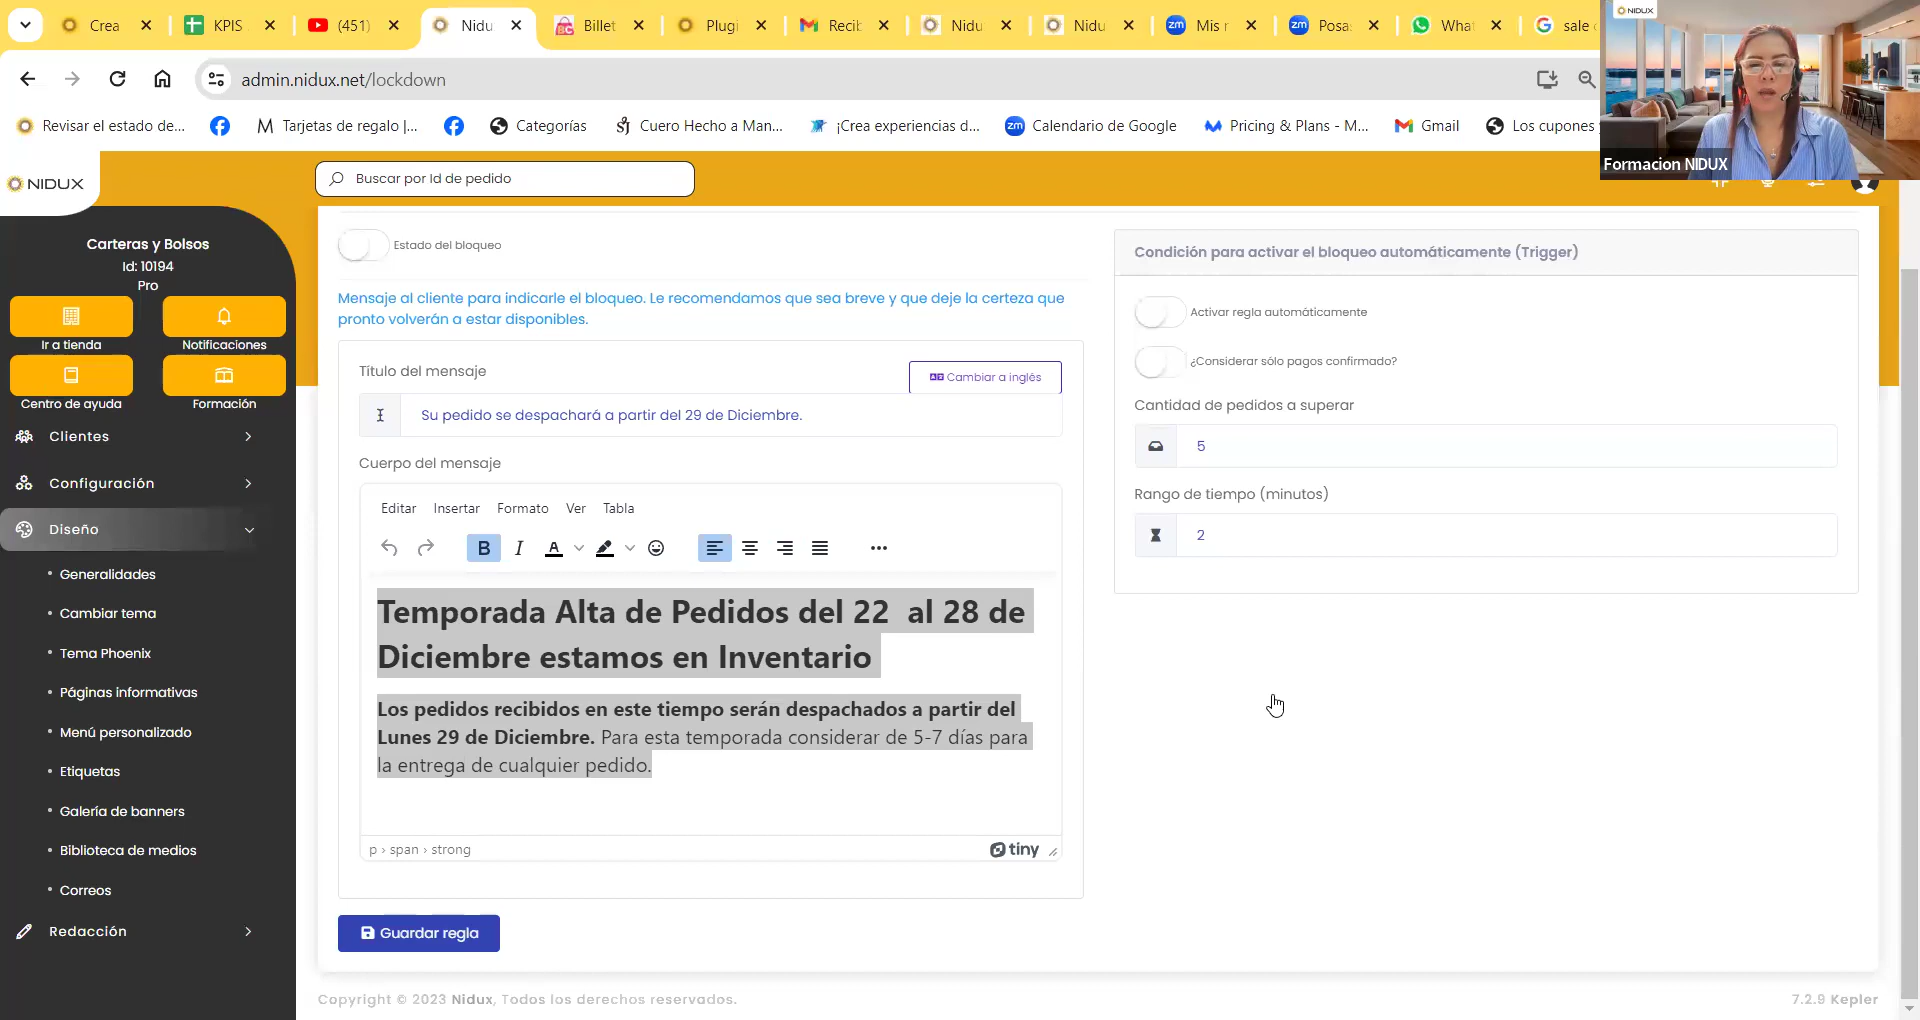 Crea
KPIS
(451)
Nidu
Billet
Plugi
Recib
Nidu
Nidu
zm Mis r
zm Posa
What
sale
NIDUX
admin.nidux.net/lockdown
Revisar el estado de...
Tarjetas de regalo |...
Categorías
Cuero Hecho a Man...
¡Crea experiencias d...
zm Calendario de Google
Pricing & Plans - M...
Gmail
Los cupones
Formacion NIDUX
NIDUX
Buscar por Id de pedido
Carteras y Bolsos
Id: 10194
Pro
Ir a tienda
Notificaciones
Centro de ayuda
Formación
Clientes
Configuración
Diseño
Generalidades
Cambiar tema
Tema Phoenix
Páginas informativas
Menú personalizado
Etiquetas
Galería de banners
Biblioteca de medios
Correos
Redacción
Estado del bloqueo
Mensaje al cliente para indicarle el bloqueo. Le recomendamos que sea breve y que deje la certeza que
pronto volverán a estar disponibles.
Título del mensaje
Cambiar a inglés
Su pedido se despachará a partir del 29 de Diciembre.
Cuerpo del mensaje
Editar Insertar Formato Ver Tabla
B I A
Temporada Alta de Pedidos del 22 al 28 de
Diciembre estamos en Inventario
Los pedidos recibidos en este tiempo serán despachados a partir del
Lunes 29 de Diciembre. Para esta temporada considerar de 5-7 días para
la entrega de cualquier pedido.
p › span › strong
tiny
Guardar regla
Condición para activar el bloqueo automáticamente (Trigger)
Activar regla automáticamente
¿Considerar sólo pagos confirmado?
Cantidad de pedidos a superar
5
Rango de tiempo (minutos)
2
Copyright © 2023 Nidux, Todos los derechos reservados.
7.2.9 Kepler